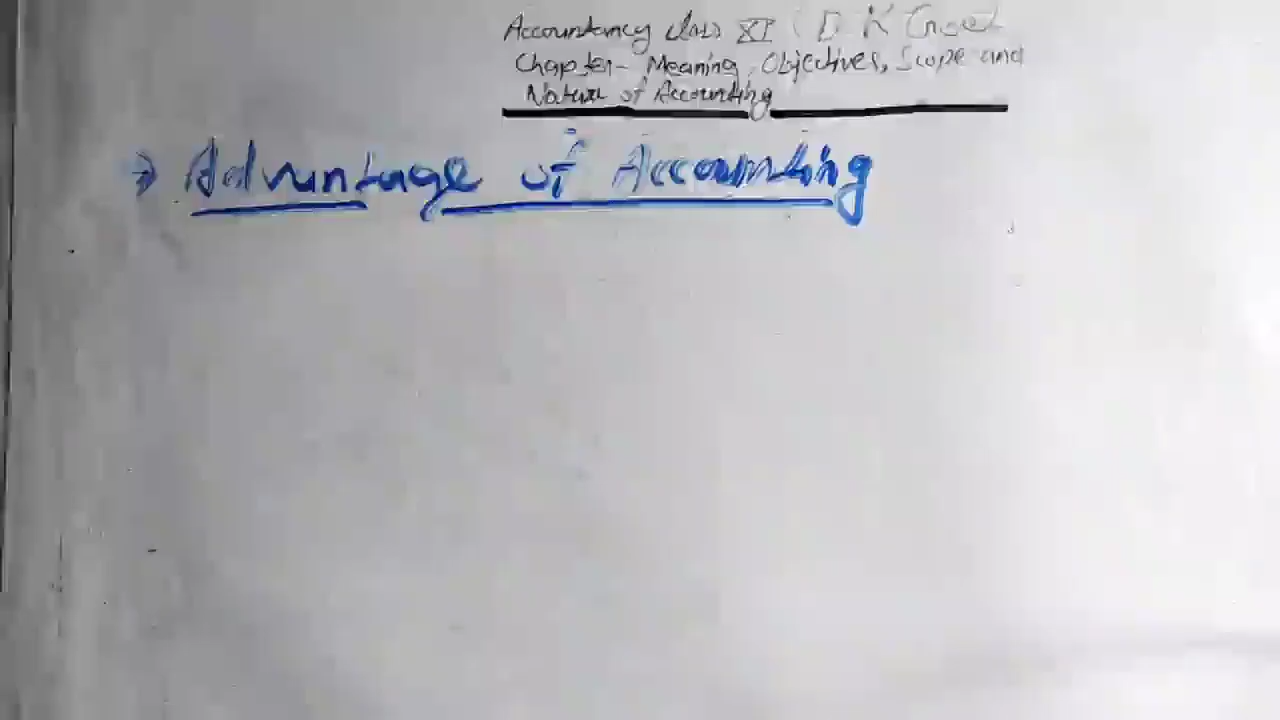 Accountancy class XI ( D K Goel
Chapter- Meaning, Objectives, Scope and
Nature of Accounting
→ Advantage of Accounting